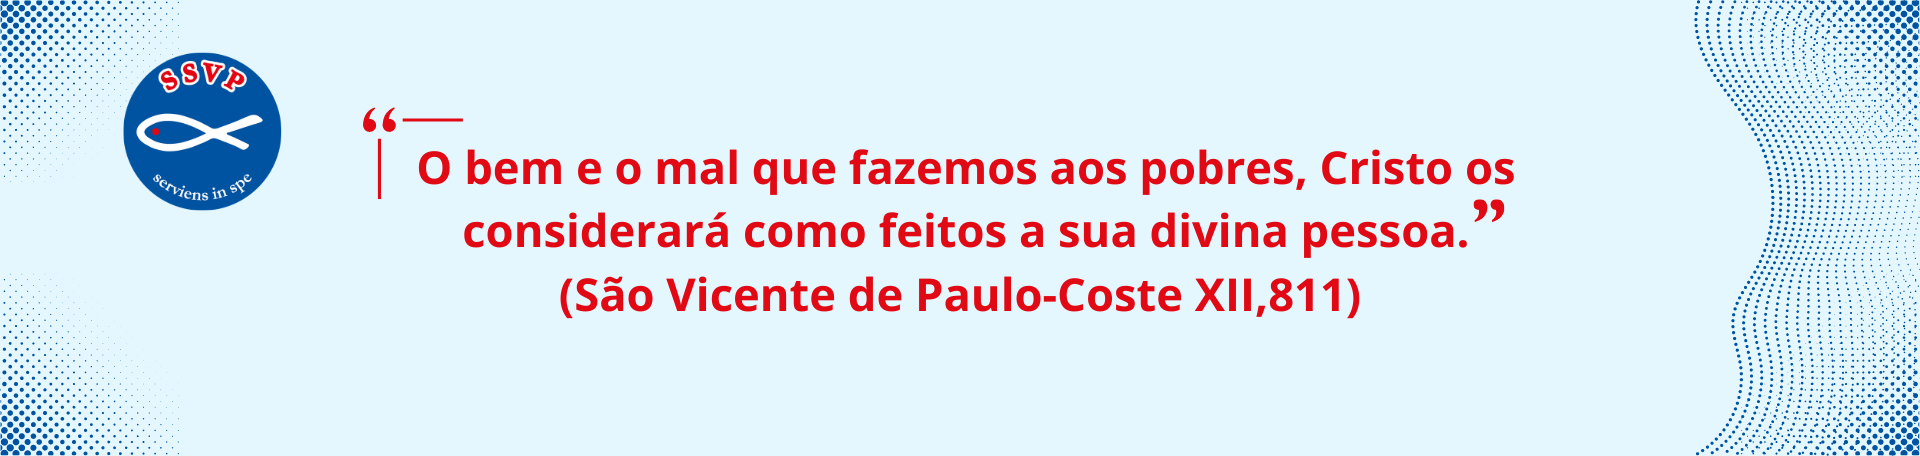 SSVP
serviens in spe
“O bem e o mal que fazemos aos pobres, Cristo os
considerará como feitos a sua divina pessoa.”
(São Vicente de Paulo-Coste XII,811)